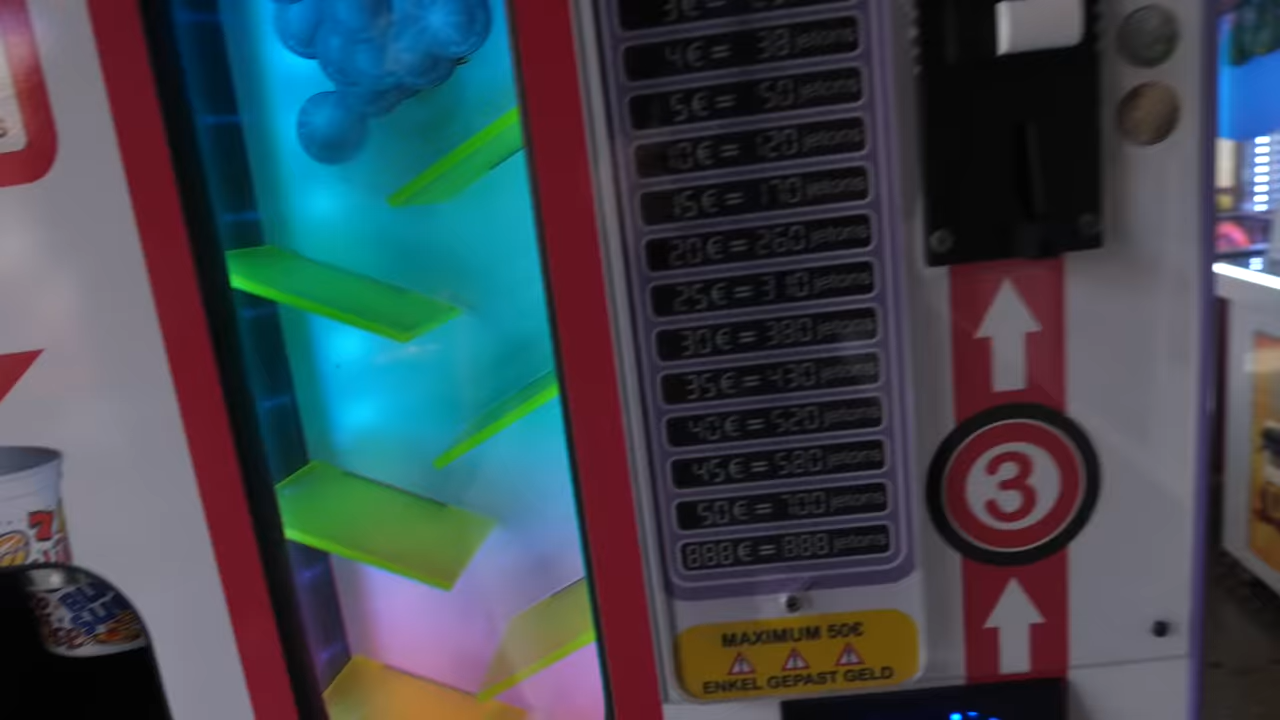 4€ = 38 jetons
5€ = 50 jetons
10€ = 120 jetons
15€ = 170 jetons
20€ = 260 jetons
25€ = 310 jetons
30€ = 380 jetons
35€ = 430 jetons
40€ = 520 jetons
45€ = 580 jetons
50€ = 700 jetons
888€ = 888 jetons
MAXIMUM 50€
ENKEL GEPAST GELD
3
7